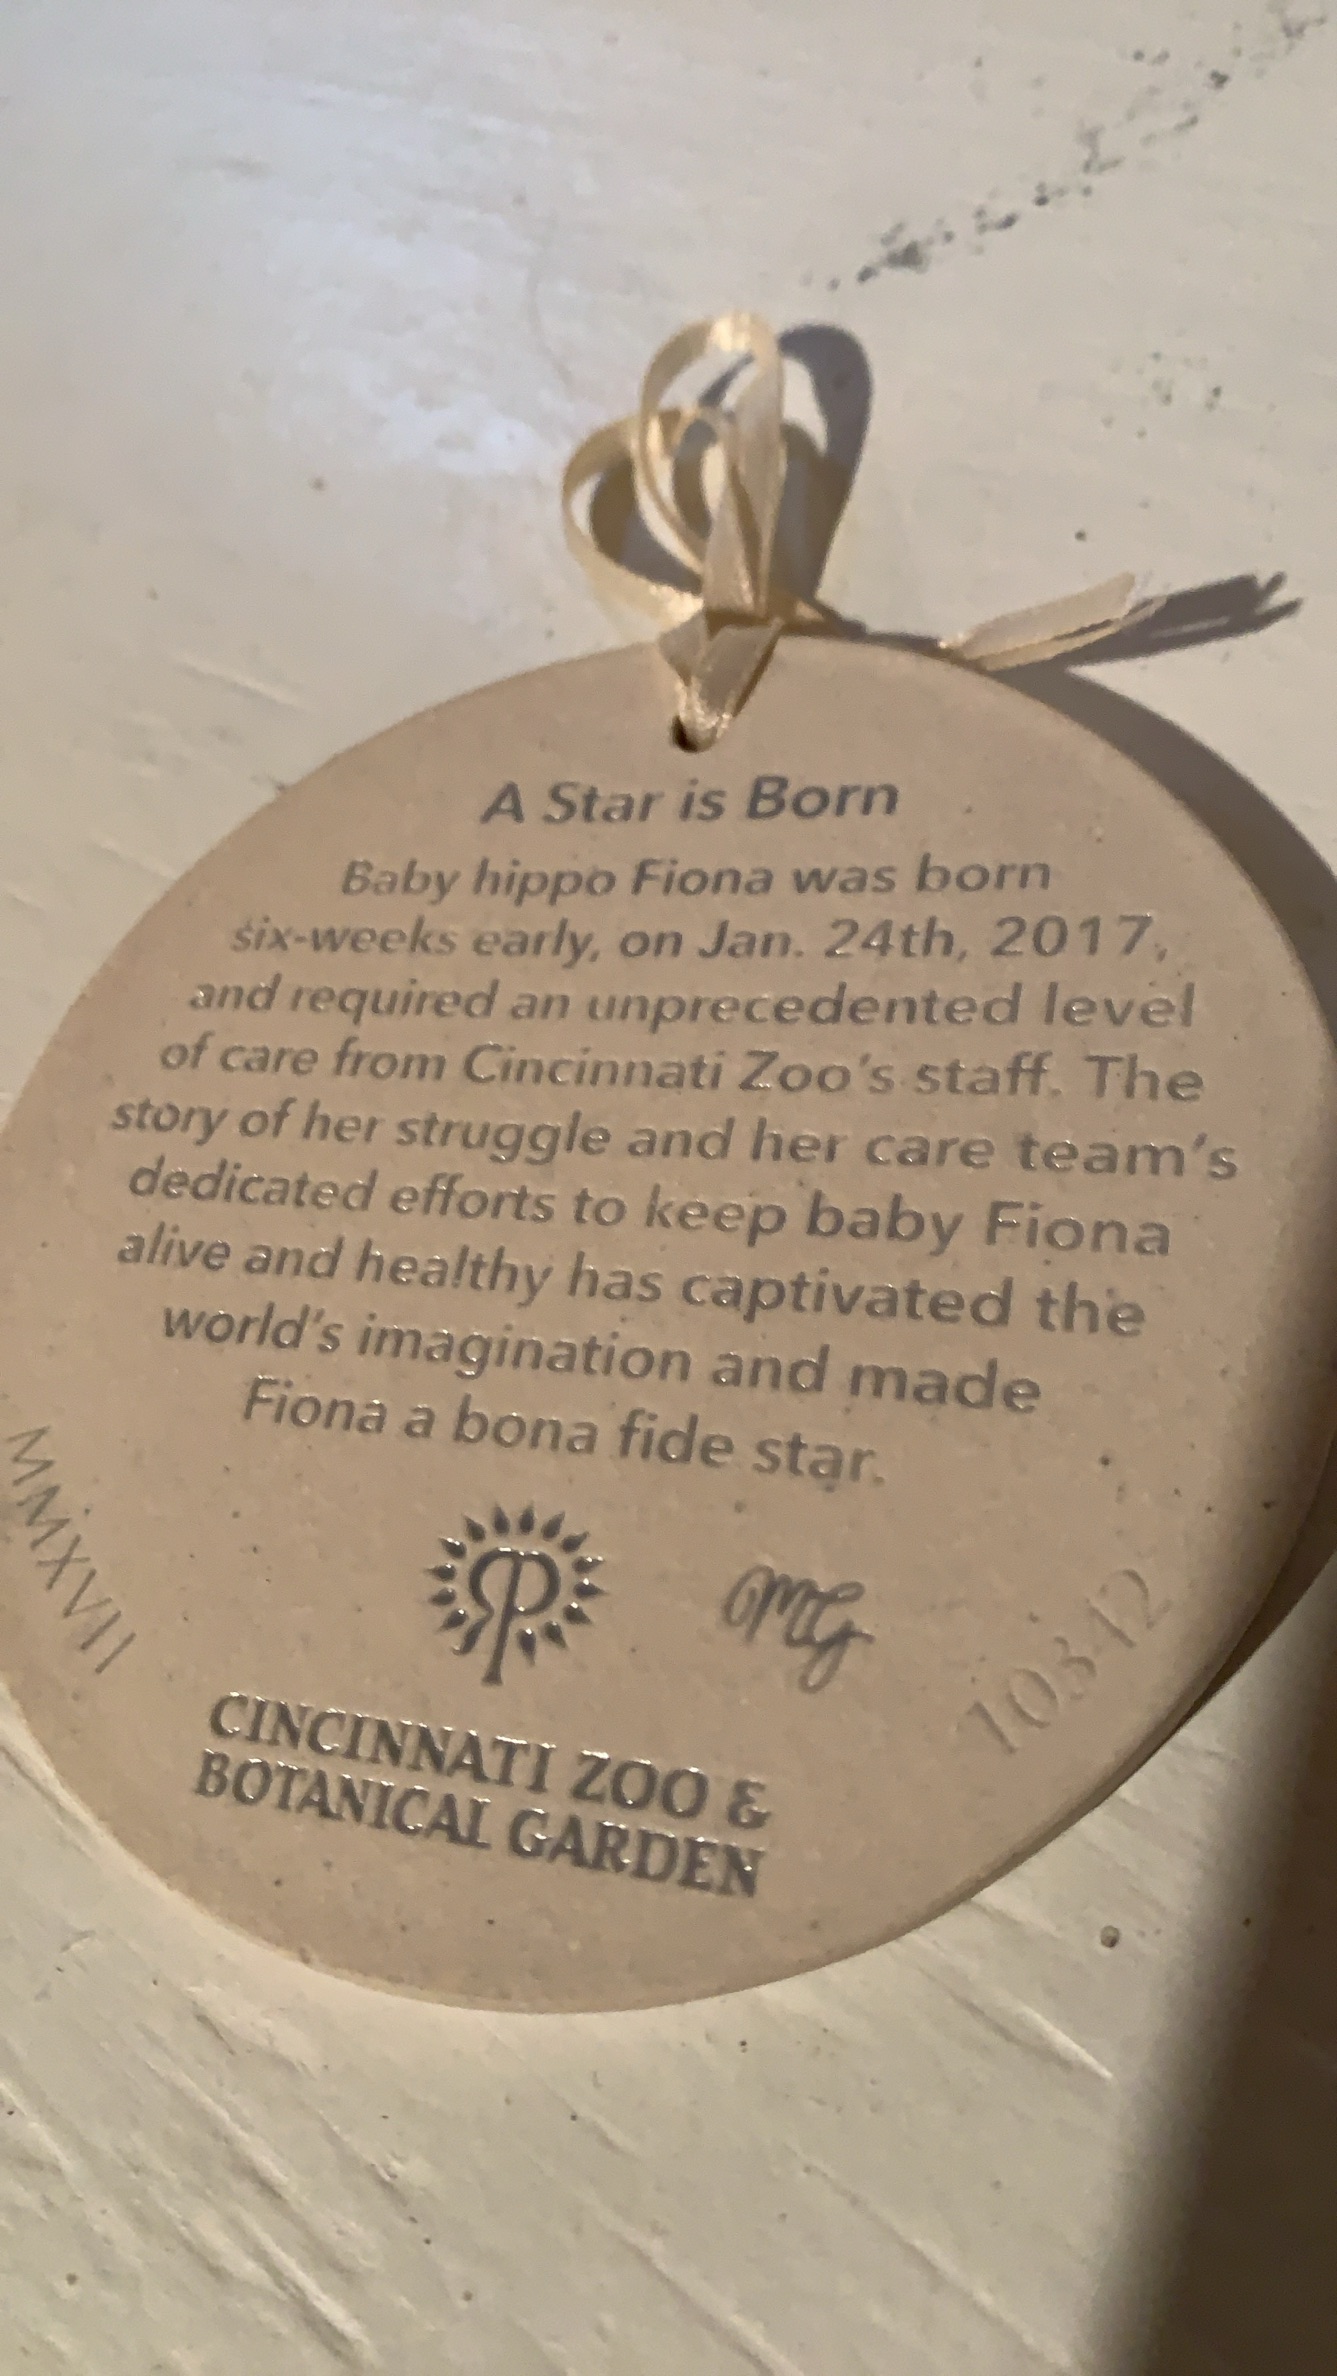 A Star is Born
Baby hippo Fiona was born
six-weeks early, on Jan. 24th, 2017,
and required an unprecedented level
of care from Cincinnati Zoo's staff. The
story of her struggle and her care team's
dedicated efforts to keep baby Fiona
alive and healthy has captivated the
world's imagination and made
Fiona a bona fide star.
MMXVII
RP
MG
10342
CINCINNATI ZOO &
BOTANICAL GARDEN